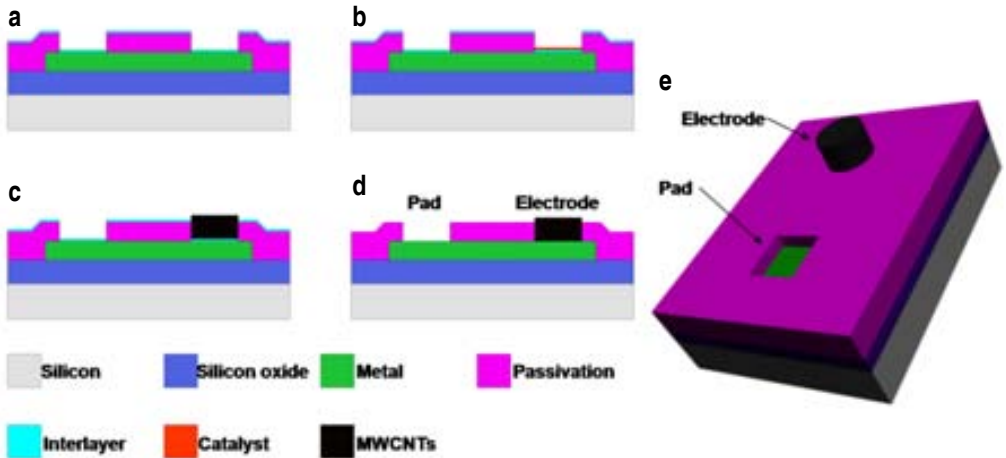 a
b
e
Electrode
Pad
c
d
Pad
Electrode
Silicon
Silicon oxide
Metal
Passivation
Interlayer
Catalyst
MWCNTs